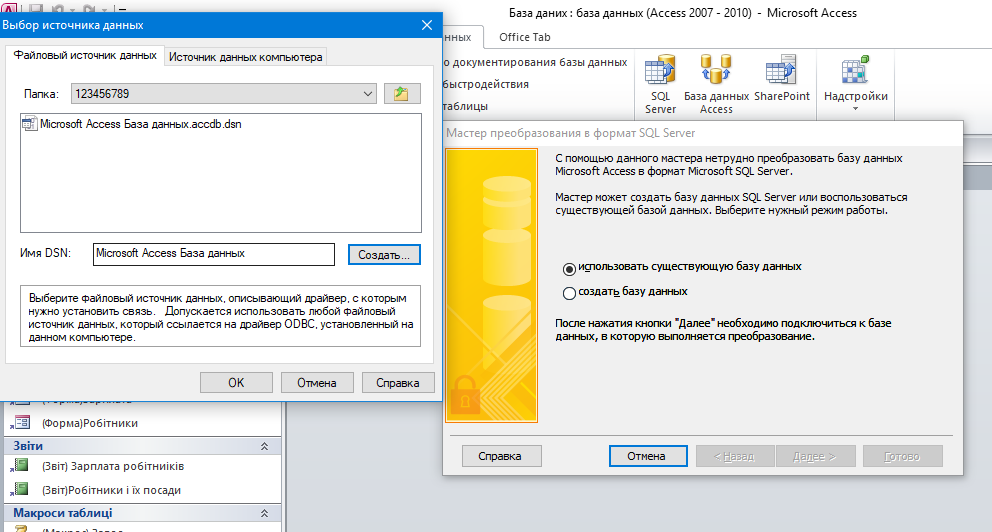 База даних : база данных (Access 2007 - 2010) - Microsoft Access
Выбор источника данных
нных
Office Tab
Файловый источник данных
Источник данных компьютера
о документирования базы данных
быстродействия
таблицы
SQL
Server
База данных
Access
SharePoint
Надстройки
Папка:
123456789
Microsoft Access База данных.accdb.dsn
Имя DSN:
Microsoft Access База данных
Создать...
Выберите файловый источник данных, описывающий драйвер, с которым
нужно установить связь. Допускается использовать любой файловый
источник данных, который ссылается на драйвер ODBC, установленный на
данном компьютере.
OK
Отмена
Справка
Мастер преобразования в формат SQL Server
С помощью данного мастера нетрудно преобразовать базу данных
Microsoft Access в формат Microsoft SQL Server.
Мастер может создать базу данных SQL Server или воспользоваться
существующей базой данных. Выберите нужный режим работы.
использовать существующую базу данных
создать базу данных
После нажатия кнопки "Далее" необходимо подключиться к базе
данных, в которую выполняется преобразование.
Справка
Отмена
< Назад
Далее >
Готово
(Форма)Робітники
Звіти
(Звіт) Зарплата робітників
(Звіт)Робітники і їх посади
Макроси таблиці